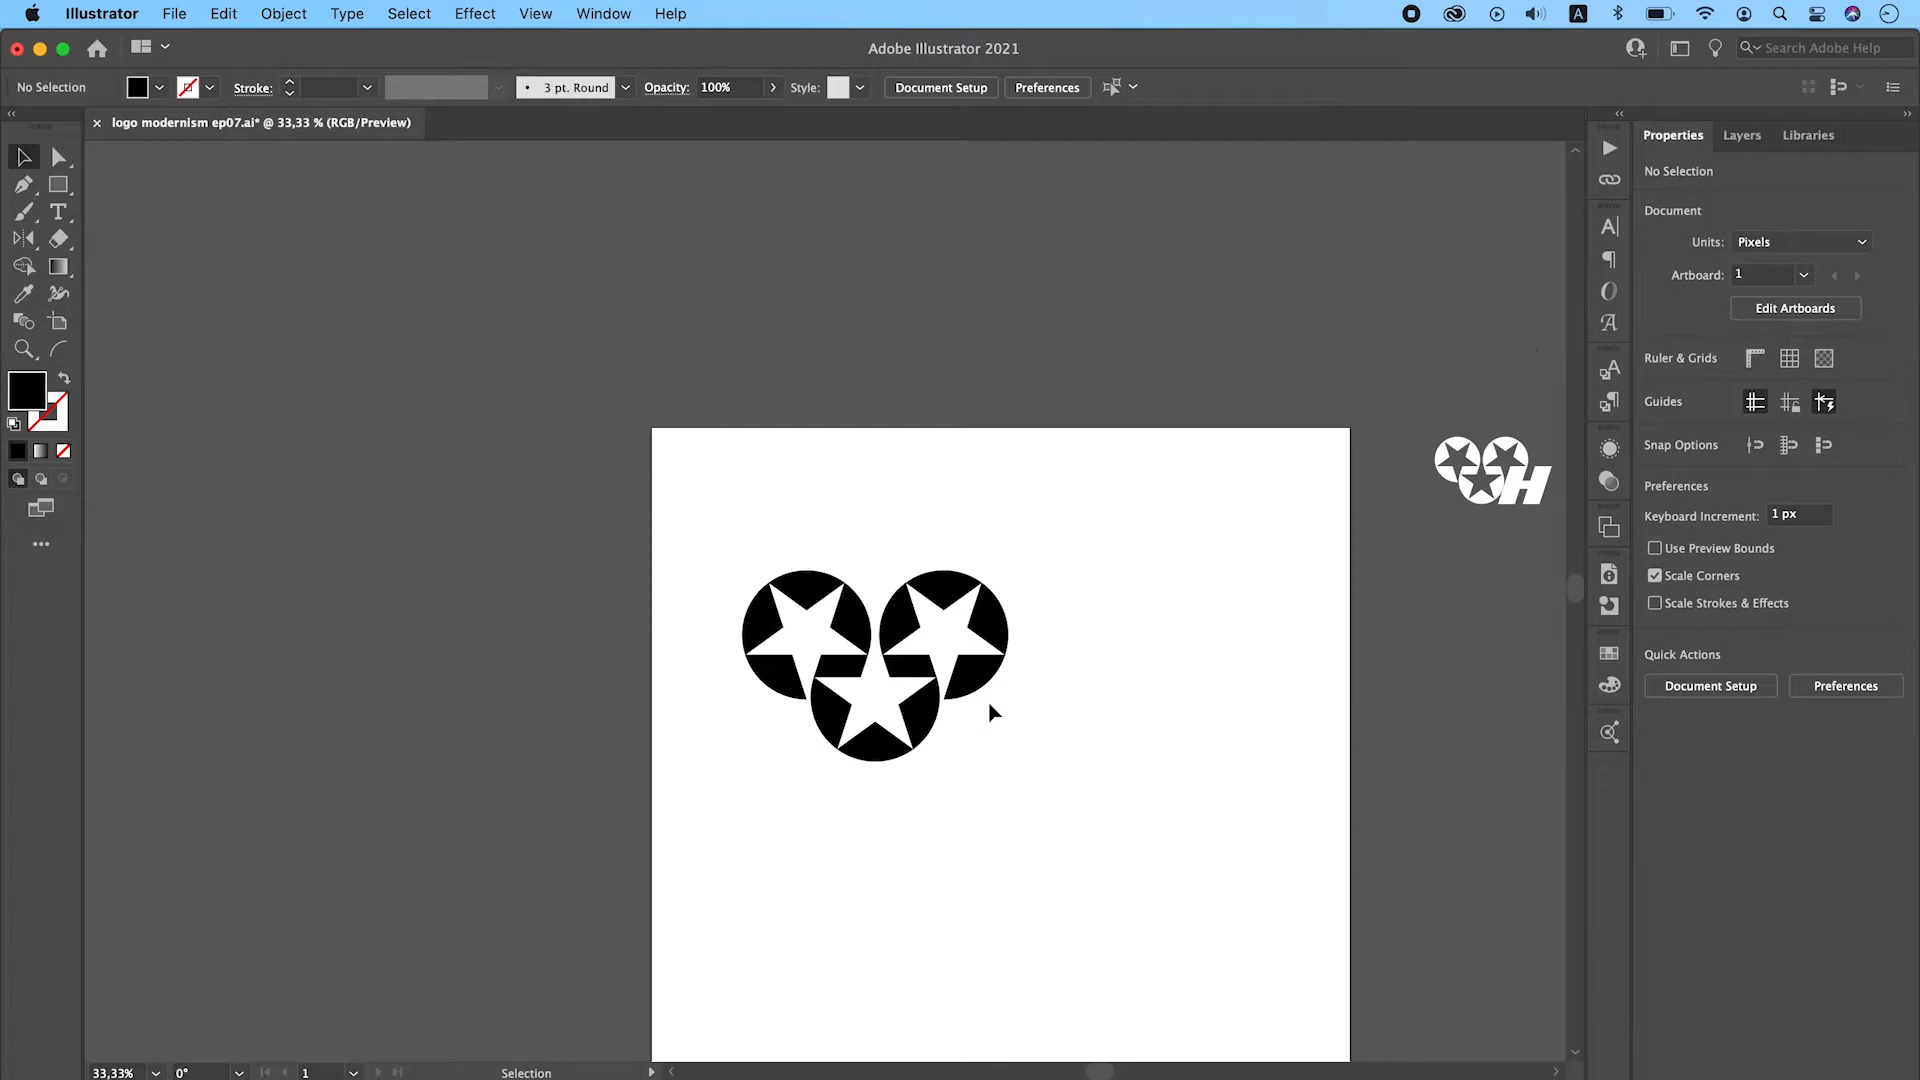 Illustrator File Edit Object Type Select Effect View Window Help
A
Adobe Illustrator 2021
Search Adobe Help
No Selection
Stroke:
3 pt. Round
Opacity: 100%
Style:
Document Setup
Preferences
logo modernism ep07.ai* @ 33,33 % (RGB/Preview)
Properties Layers Libraries
No Selection
Document
Units: Pixels
Artboard: 1
Edit Artboards
Ruler & Grids
Guides
Snap Options
H
Preferences
Keyboard Increment: 1 px
Use Preview Bounds
Scale Corners
Scale Strokes & Effects
Quick Actions
Document Setup Preferences
33,33% 0° 1 Selection